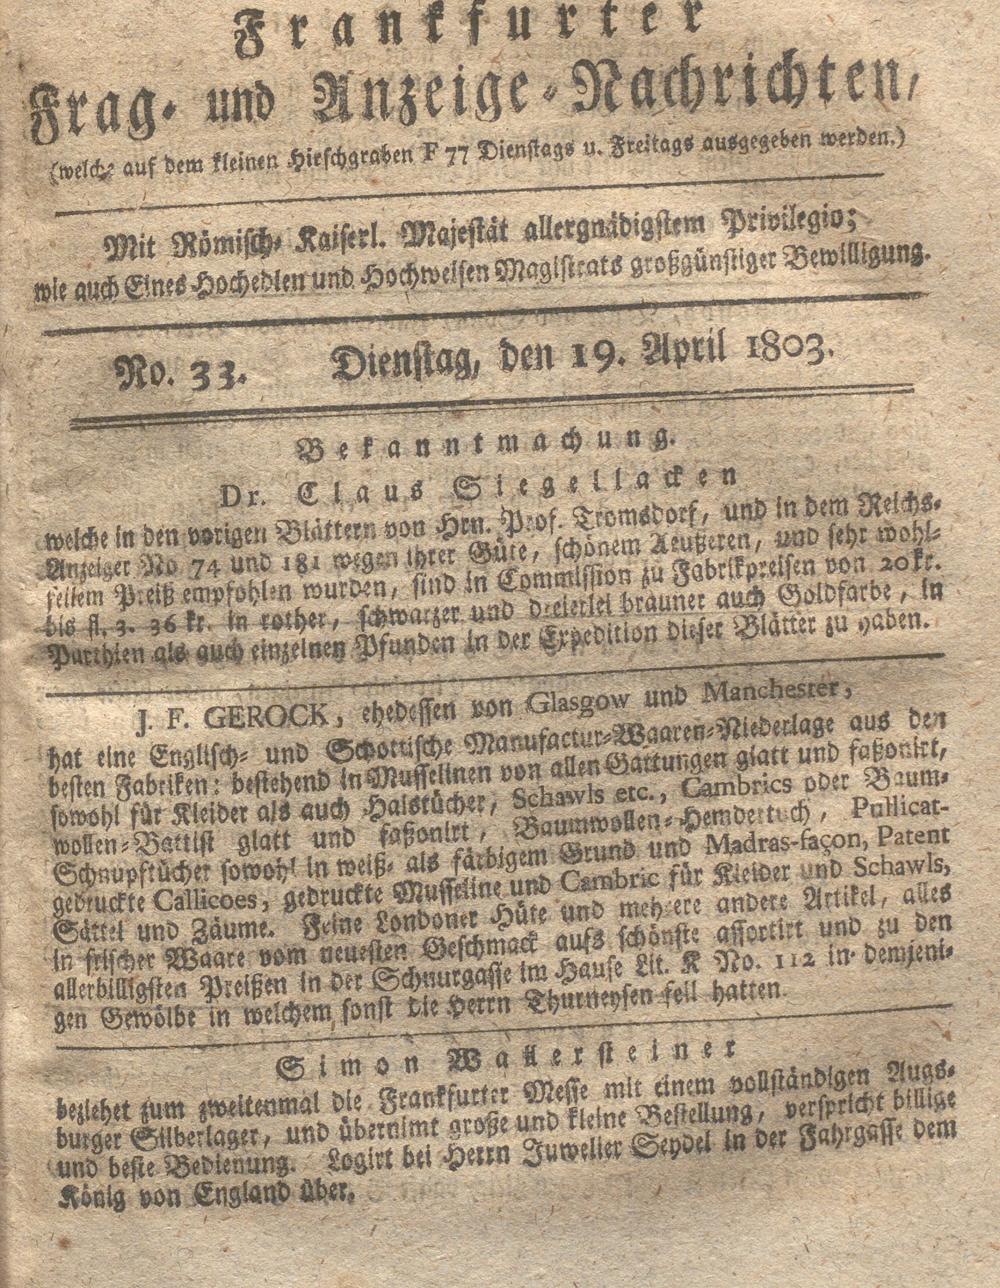 Frankfurter
Frag- und Anzeige-Nachrichten,
(welche auf dem kleinen Hirschgraben F 77 Dienstags u. Freitags ausgegeben werden.)
Mit Römisch-Kaiserl. Majestät allergnädigstem Privilegio;
wie auch Eines Hochedlen und Hochweisen Magistrats großgünstiger Bewilligung.
No. 33. Dienstag, den 19. April 1803.
Bekanntmachung.
Dr. Claus Siegellacken
welche in den vorigen Blättern von Hrn. Prof. Tromsdorf, und in dem Reichs-
Anzeiger No 74 und 181 wegen ihrer Güte, schönem Aeußeren, und sehr wohl-
feilem Preiß empfohlen wurden, sind in Commission zu Fabrikpreisen von 20 kr.
bis fl. 3. 36 kr. in rother, schwarzer und dreierlei brauner auch Goldfarbe, in
Parthien als auch einzelnen Pfunden in der Expedition dieser Blätter zu haben.
J. F. GEROCK, ehedessen von Glasgow und Manchester,
hat eine Englisch- und Schottische Manufactur-Waaren-Niederlage aus den
besten Fabriken: bestehend in Musselinen von allen Gattungen glatt und faßonirt,
sowohl für Kleider als auch Halstücher, Schawls etc., Cambrics oder Baum-
wollen-Battist glatt und faßonirt, Baumwollen-Hemdertuch, Pullicat-
Schnupftücher sowohl in weiß- als färbigem Grund und Madras-façon, Patent
gedruckte Callicoes, gedruckte Musseline und Cambric für Kleider und Schawls,
Sättel und Zäume. Feine Londoner Hüte und mehrere andere Artikel, alles
in frischer Waare vom neuesten Geschmack aufs schönste assortirt und zu den
allerbilligsten Preißen in der Schnurgasse im Hause Lit. K No. 112 in demjeni-
gen Gewölbe in welchem sonst die Herrn Thurneysen feil hatten.
Simon Wallersteiner
beziehet zum zweitenmal die Frankfurter Messe mit einem vollständigen Augs-
burger Silberlager, und übernimt große und kleine Bestellung, verspricht billige
und beste Bedienung. Logirt bei Herrn Juwelier Seydel in der Fahrgasse dem
König von England über.